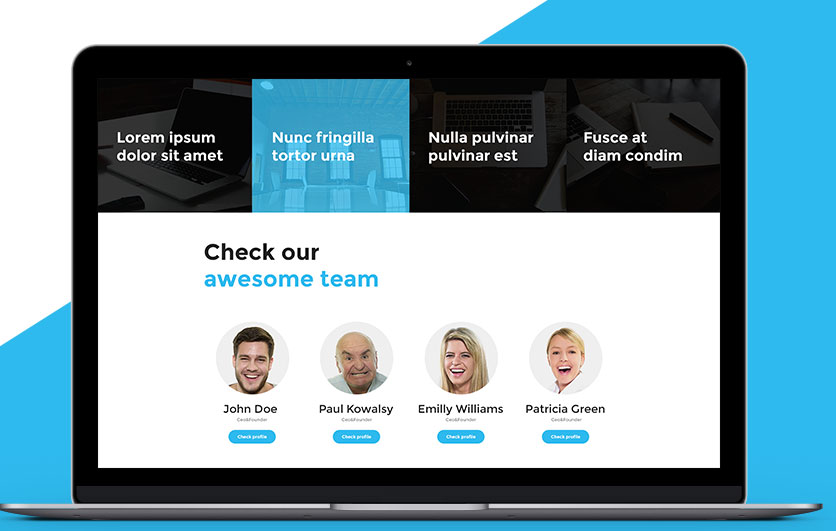 Lorem ipsum
dolor sit amet
Nunc fringilla
tortor urna
Nulla pulvinar
pulvinar est
Fusce at
diam condim
Check our
awesome team
John Doe
Paul Kowalsy
Emilly Williams
Patricia Green
Ceo&Founder
Ceo&Founder
Ceo&Founder
Ceo&Founder
Check profile
Check profile
Check profile
Check profile